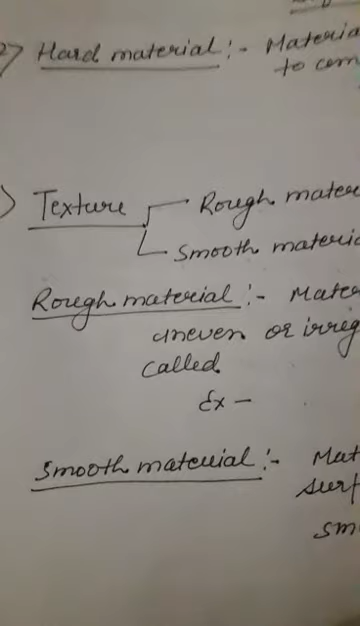 2) Hard material :- Materia
to com
Texture Rough mater
Smooth materia
Rough material :- Mate
uneven or irreg
called
Ex -
Smooth material :- Mat
surf
sm